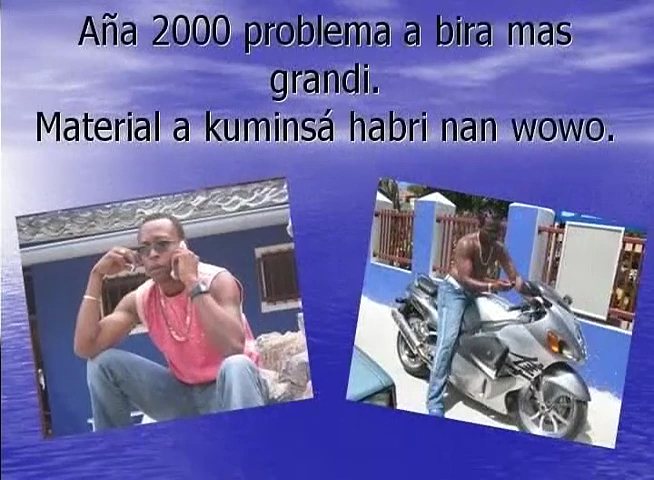 Aña 2000 problema a bira mas
grandi.
Material a kuminsá habri nan wowo.